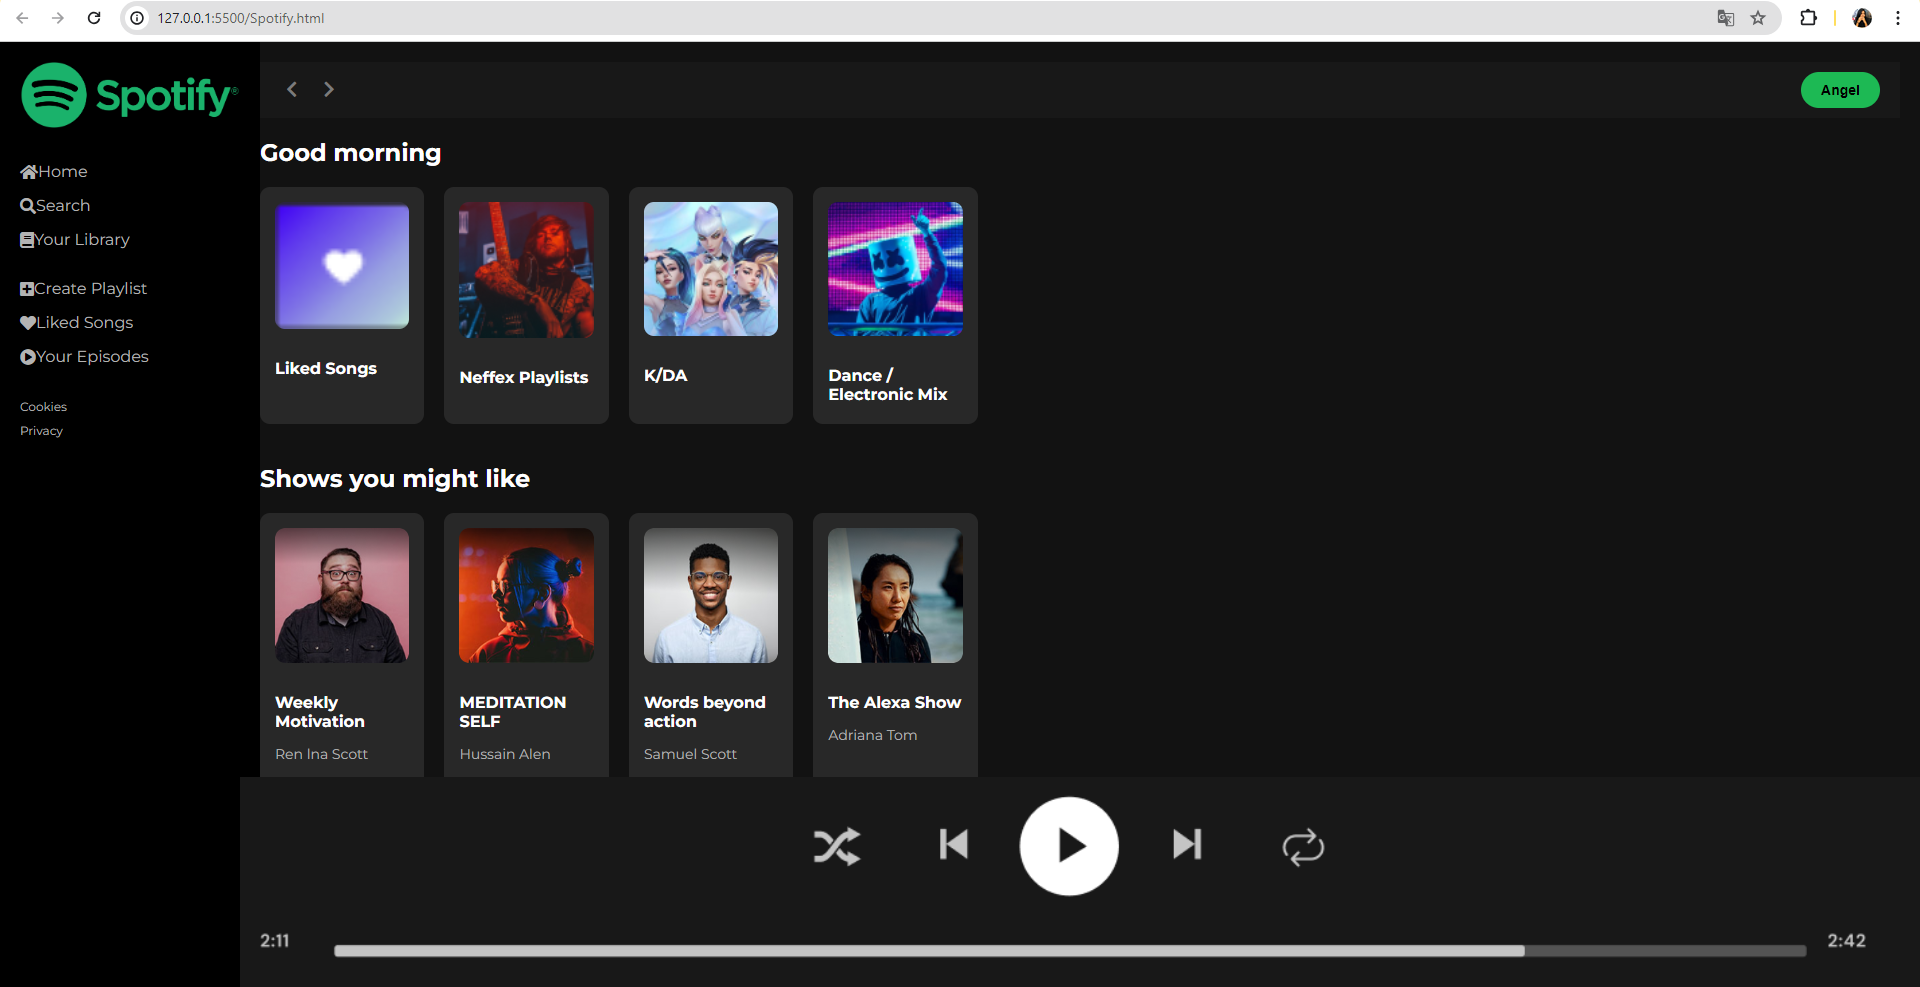 127.0.0.1:5500/Spotify.html
Spotify®
Angel
Home
Search
Your Library
Create Playlist
Liked Songs
Your Episodes
Cookies
Privacy
Good morning
Liked Songs
Neffex Playlists
K/DA
Dance /
Electronic Mix
Shows you might like
Weekly
Motivation
Ren Ina Scott
MEDITATION
SELF
Hussain Alen
Words beyond
action
Samuel Scott
The Alexa Show
Adriana Tom
2:11
2:42